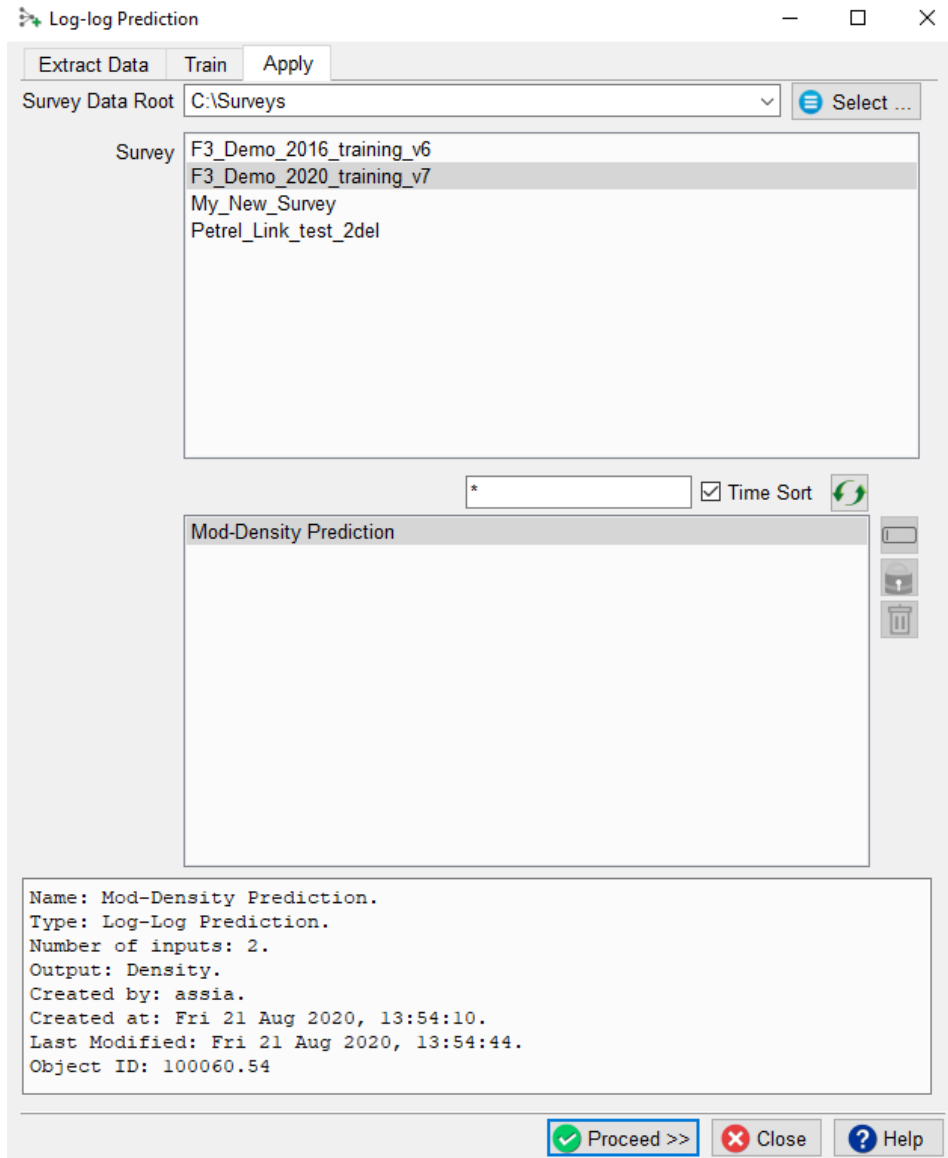 Log-log Prediction
Extract Data Train Apply
Survey Data Root C:\Surveys Select ...
Survey F3_Demo_2016_training_v6
F3_Demo_2020_training_v7
My_New_Survey
Petrel_Link_test_2del
* Time Sort
Mod-Density Prediction
Name: Mod-Density Prediction.
Type: Log-Log Prediction.
Number of inputs: 2.
Output: Density.
Created by: assia.
Created at: Fri 21 Aug 2020, 13:54:10.
Last Modified: Fri 21 Aug 2020, 13:54:44.
Object ID: 100060.54
Proceed >> Close Help